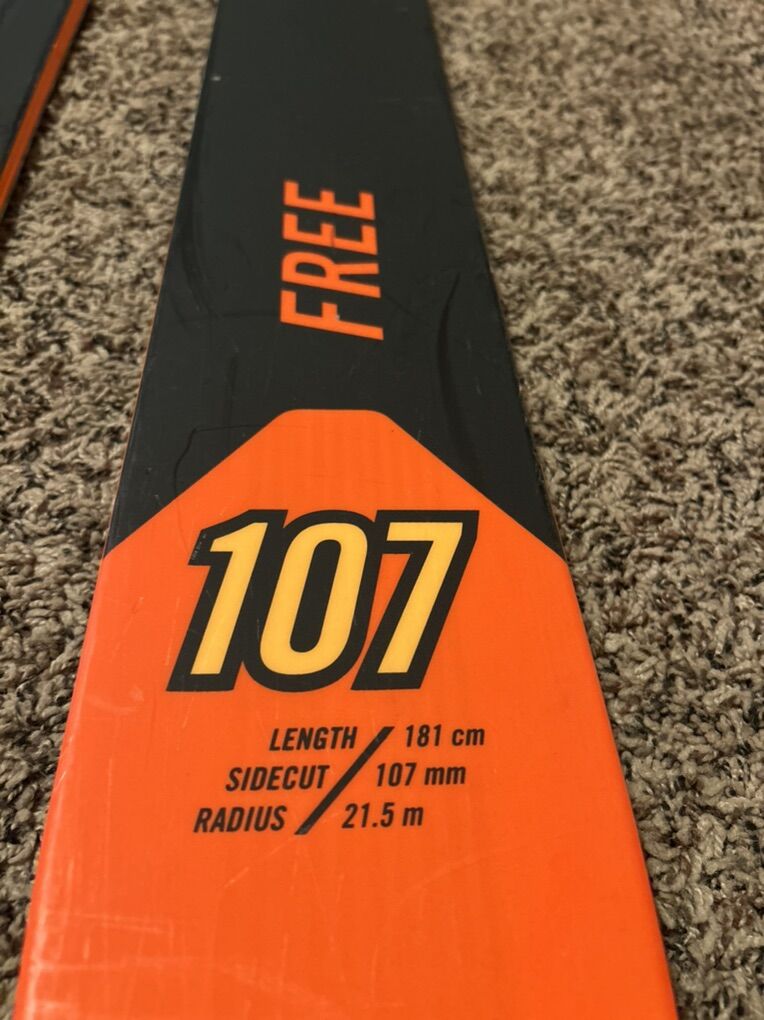 FREE
107
LENGTH / 181 cm
SIDECUT / 107 mm
RADIUS / 21.5 m